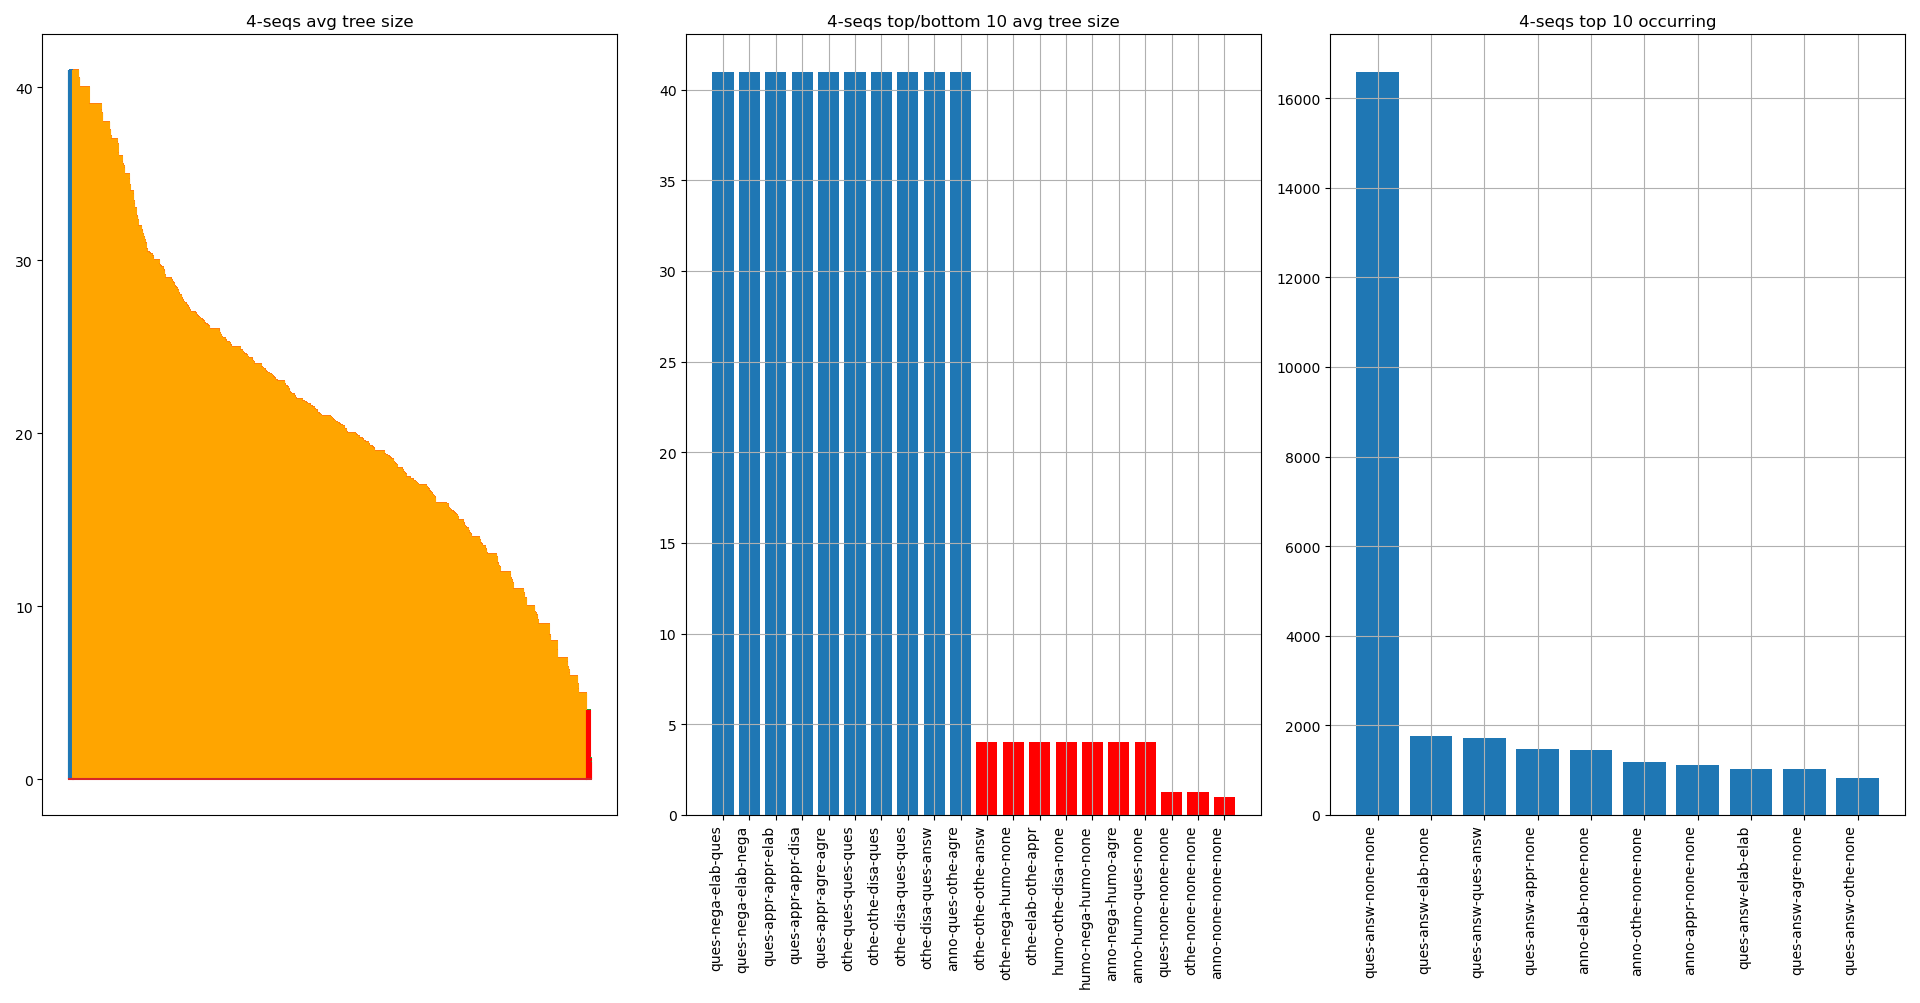 4-seqs avg tree size
40
30
20
10
0
4-seqs top/bottom 10 avg tree size
40
35
30
25
20
15
10
5
0
ques-nega-elab-ques
ques-nega-elab-nega
ques-appr-appr-elab
ques-appr-appr-disa
ques-appr-agre-agre
othe-ques-ques-ques
othe-othe-disa-ques
othe-disa-ques-ques
othe-disa-ques-answ
anno-ques-othe-agre
othe-othe-othe-answ
othe-nega-humo-none
othe-elab-othe-appr
humo-othe-disa-none
humo-nega-humo-none
anno-nega-humo-agre
anno-humo-ques-none
ques-none-none-none
othe-none-none-none
anno-none-none-none
4-seqs top 10 occurring
16000
14000
12000
10000
8000
6000
4000
2000
0
ques-answ-none-none
ques-answ-elab-none
ques-answ-ques-answ
ques-answ-appr-none
anno-elab-none-none
anno-othe-none-none
anno-appr-none-none
ques-answ-elab-elab
ques-answ-agre-none
ques-answ-othe-none